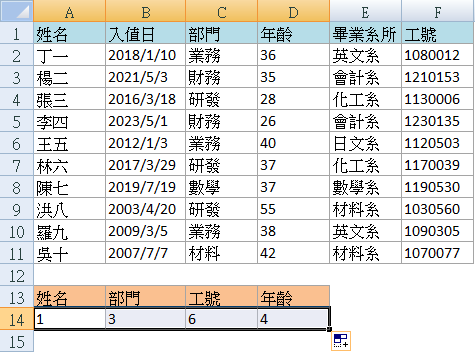 A B C D E F
1 姓名 入值日 部門 年齡 畢業系所 工號
2 丁一 2018/1/10 業務 36 英文系 1080012
3 楊二 2021/5/3 財務 35 會計系 1210153
4 張三 2016/3/18 研發 28 化工系 1130006
5 李四 2023/5/1 財務 26 會計系 1230135
6 王五 2012/1/3 業務 40 日文系 1120503
7 林六 2017/3/29 研發 37 化工系 1170039
8 陳七 2019/7/19 數學 37 數學系 1190530
9 洪八 2003/4/20 研發 55 材料系 1030560
10 羅九 2009/3/5 業務 38 英文系 1090305
11 吳十 2007/7/7 材料 42 材料系 1070077
12
13 姓名 部門 工號 年齡
14 1 3 6 4
15